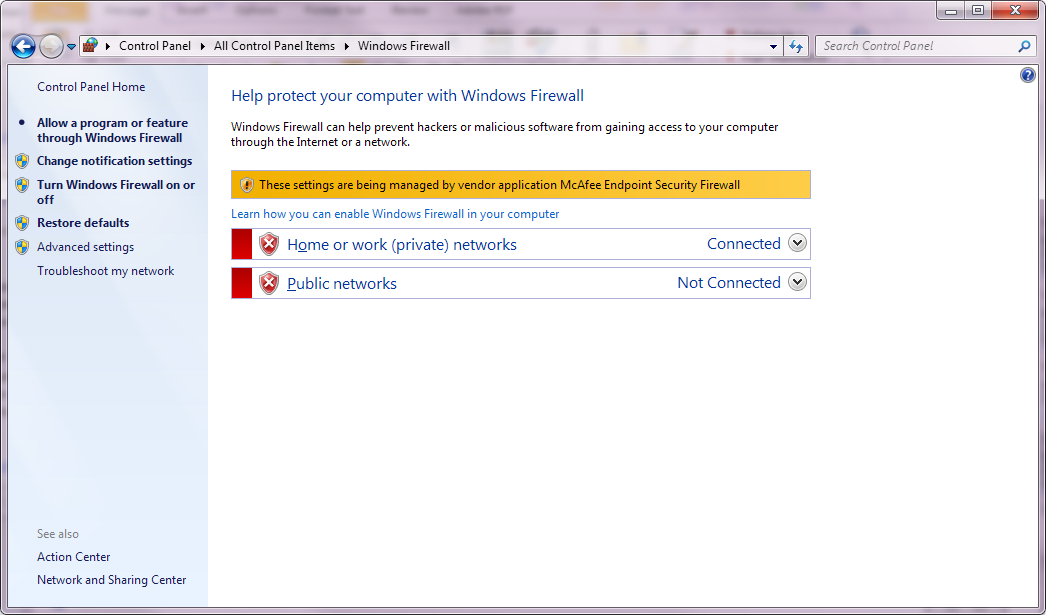 Control Panel
All Control Panel Items
Windows Firewall
Search Control Panel
Control Panel Home
Allow a program or feature
through Windows Firewall
Change notification settings
Turn Windows Firewall on or
off
Restore defaults
Advanced settings
Troubleshoot my network
See also
Action Center
Network and Sharing Center
Help protect your computer with Windows Firewall
Windows Firewall can help prevent hackers or malicious software from gaining access to your computer
through the Internet or a network.
These settings are being managed by vendor application McAfee Endpoint Security Firewall
Learn how you can enable Windows Firewall in your computer
Home or work (private) networks Connected
Public networks Not Connected